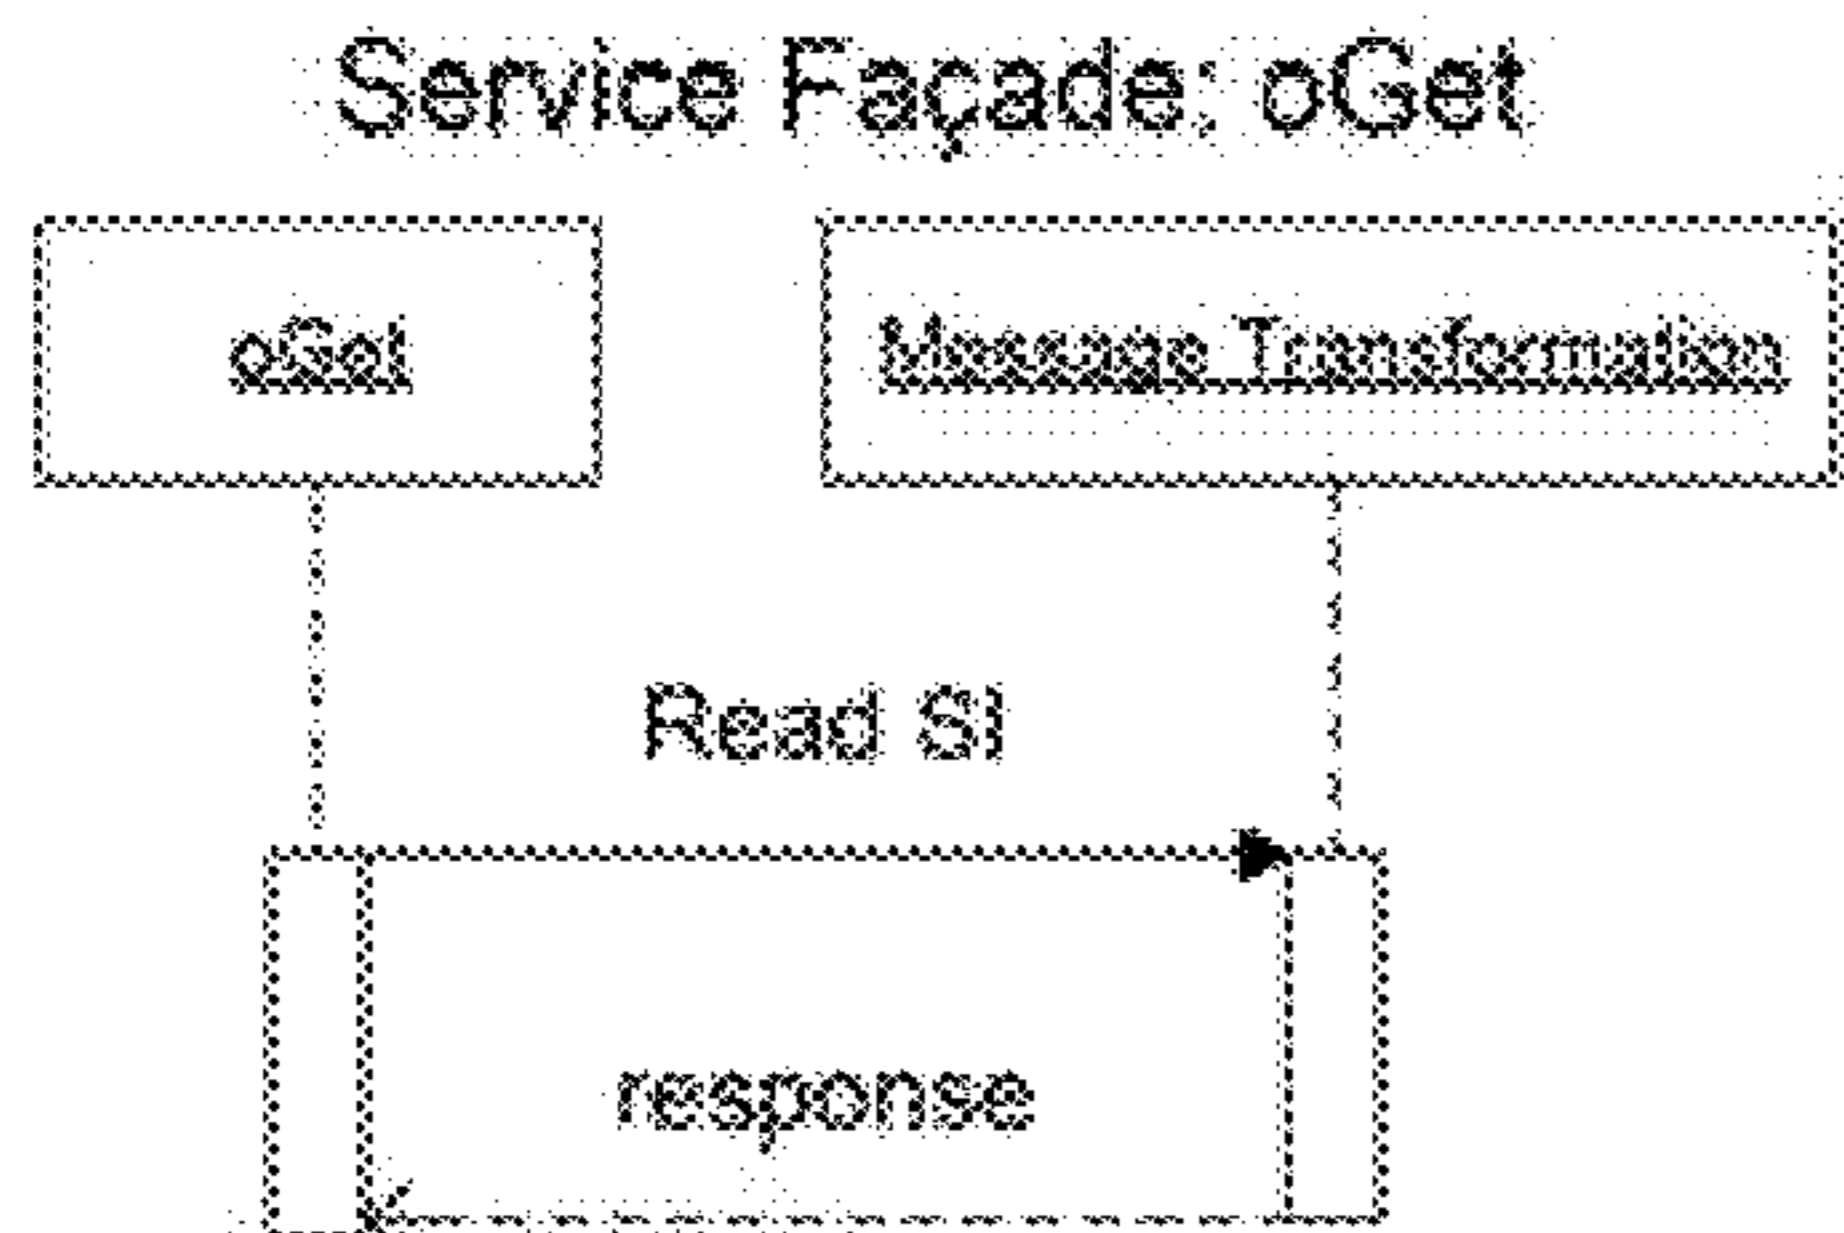 Service Façade: oGet
oGet
Message Transformation
Read SI
response